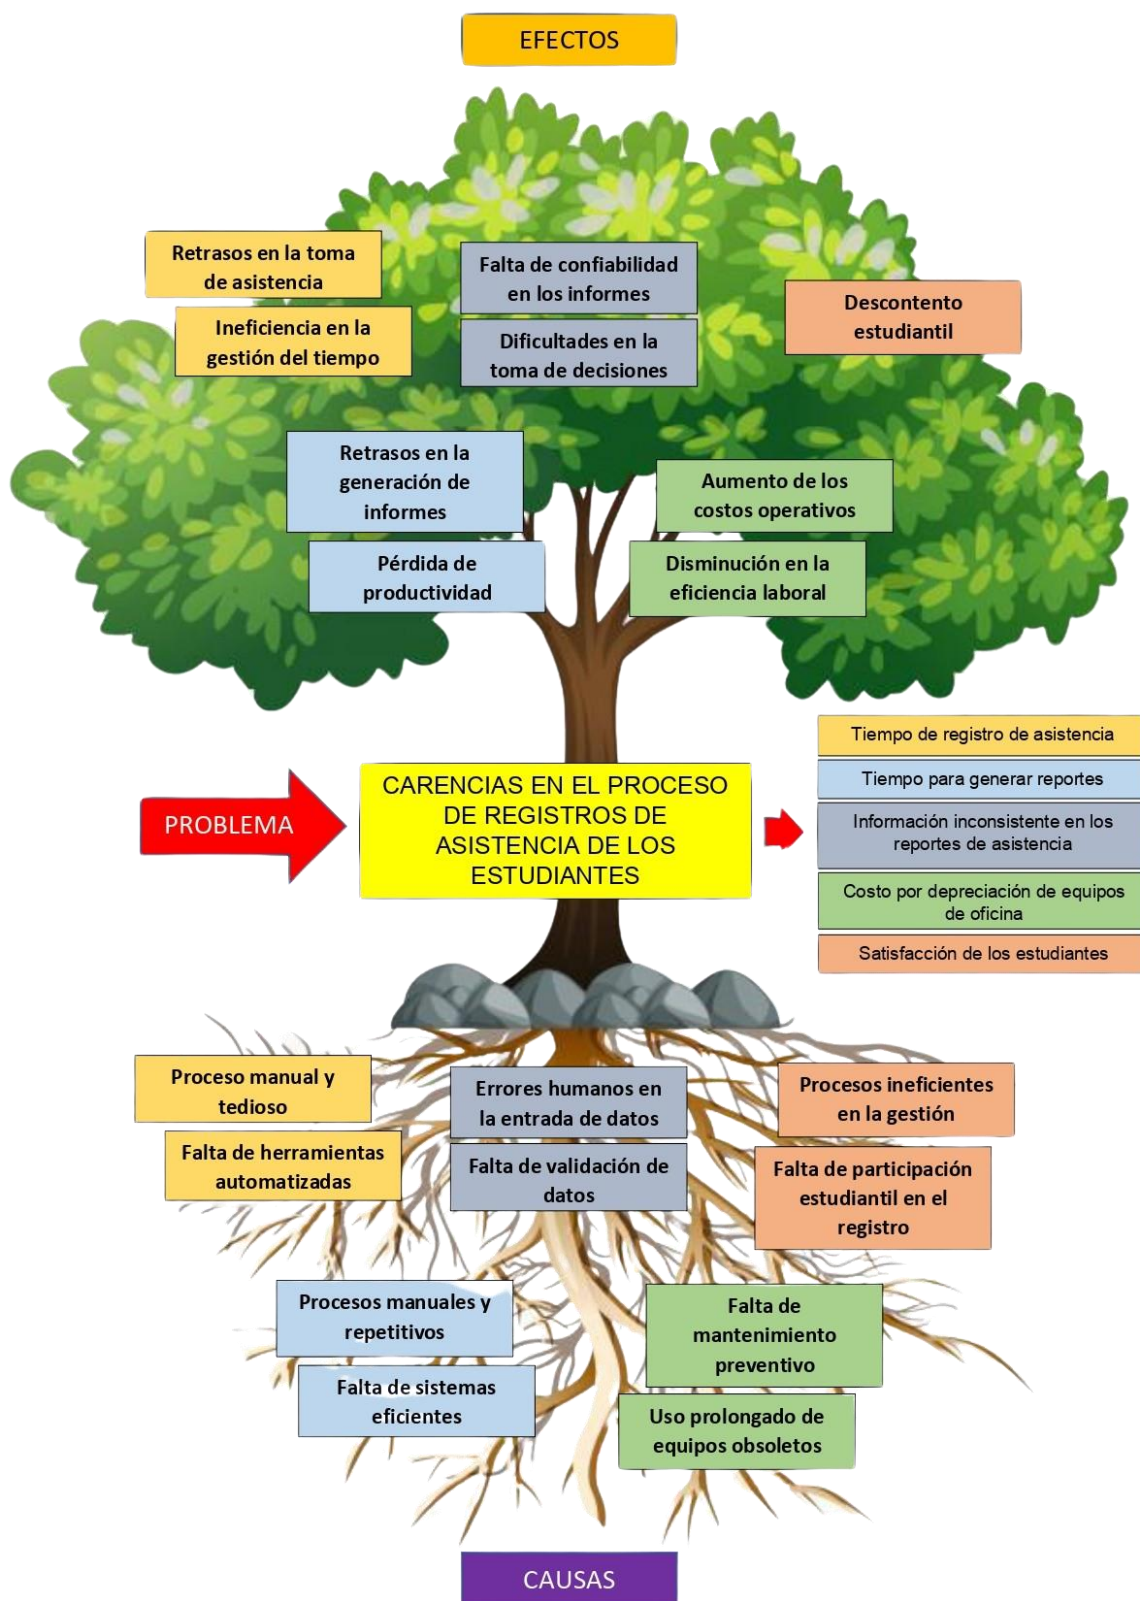 EFECTOS
Retrasos en la toma
de asistencia
Ineficiencia en la
gestión del tiempo
Falta de confiabilidad
en los informes
Dificultades en la
toma de decisiones
Descontento
estudiantil
Retrasos en la
generación de
informes
Pérdida de
productividad
Aumento de los
costos operativos
Disminución en la
eficiencia laboral
PROBLEMA
CARENCIAS EN EL PROCESO
DE REGISTROS DE
ASISTENCIA DE LOS
ESTUDIANTES
Tiempo de registro de asistencia
Tiempo para generar reportes
Información inconsistente en los
reportes de asistencia
Costo por depreciación de equipos
de oficina
Satisfacción de los estudiantes
Proceso manual y
tedioso
Falta de herramientas
automatizadas
Errores humanos en
la entrada de datos
Falta de validación de
datos
Procesos ineficientes
en la gestión
Falta de participación
estudiantil en el
registro
Procesos manuales y
repetitivos
Falta de sistemas
eficientes
Falta de
mantenimiento
preventivo
Uso prolongado de
equipos obsoletos
CAUSAS